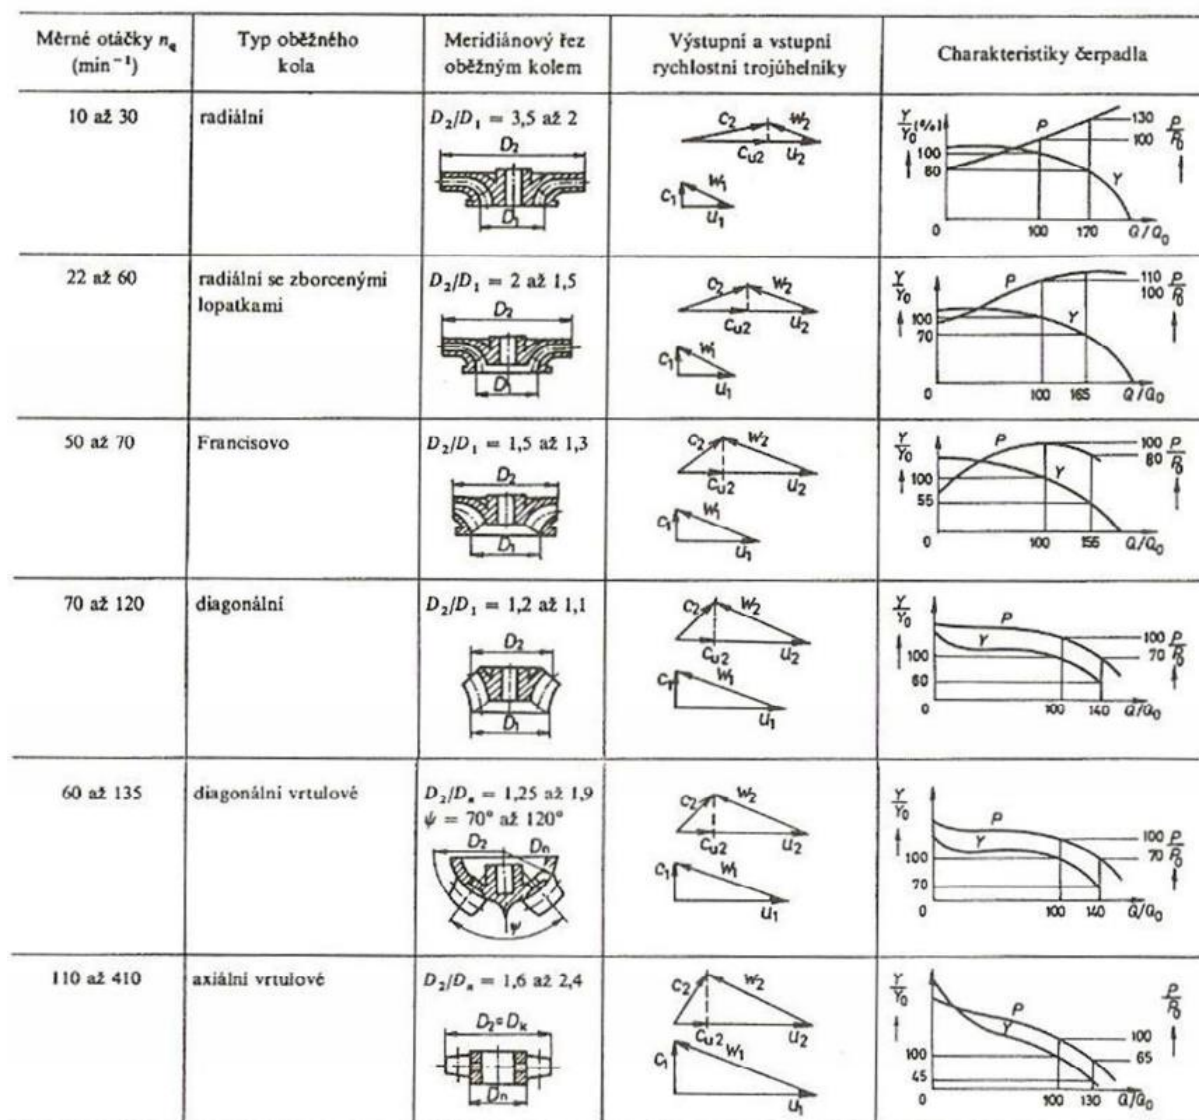 Měrné otáčky nq
(min⁻¹)
Typ oběžného
kola
Meridiánový řez
oběžným kolem
Výstupní a vstupní
rychlostní trojúhelníky
Charakteristiky čerpadla
10 až 30
radiální
D2/D1 = 3,5 až 2
D2
D1
c2
w2
cu2
u2
c1
w1
u1
Y/Y0 (%)
P
130
100
P/P0
100
80
Y
0
100
170
Q/Q0
22 až 60
radiální se zborcenými
lopatkami
D2/D1 = 2 až 1,5
D2
D1
c2
w2
cu2
u2
c1
w1
u1
Y/Y0
P
110
100
P/P0
100
70
Y
0
100
165
Q/Q0
50 až 70
Francisovo
D2/D1 = 1,5 až 1,3
D2
D1
c2
w2
cu2
u2
c1
w1
u1
Y/Y0
P
100
80
P/P0
100
55
Y
0
100
155
Q/Q0
70 až 120
diagonální
D2/D1 = 1,2 až 1,1
D2
D1
c2
w2
cu2
u2
c1
w1
u1
Y/Y0
P
100
70
P/P0
Y
100
60
0
100
140
Q/Q0
60 až 135
diagonální vrtulové
D2/Dn = 1,25 až 1,9
ψ = 70° až 120°
D2
Dn
ψ
c2
w2
cu2
u2
c1
w1
u1
Y/Y0
P
100
70
P/P0
Y
100
70
0
100
140
Q/Q0
110 až 410
axiální vrtulové
D2/Dn = 1,6 až 2,4
D2=Dk
Dn
c2
w2
cu2
u2
c1
w1
u1
Y/Y0
P
100
65
P/P0
Y
100
45
0
100
130
Q/Q0